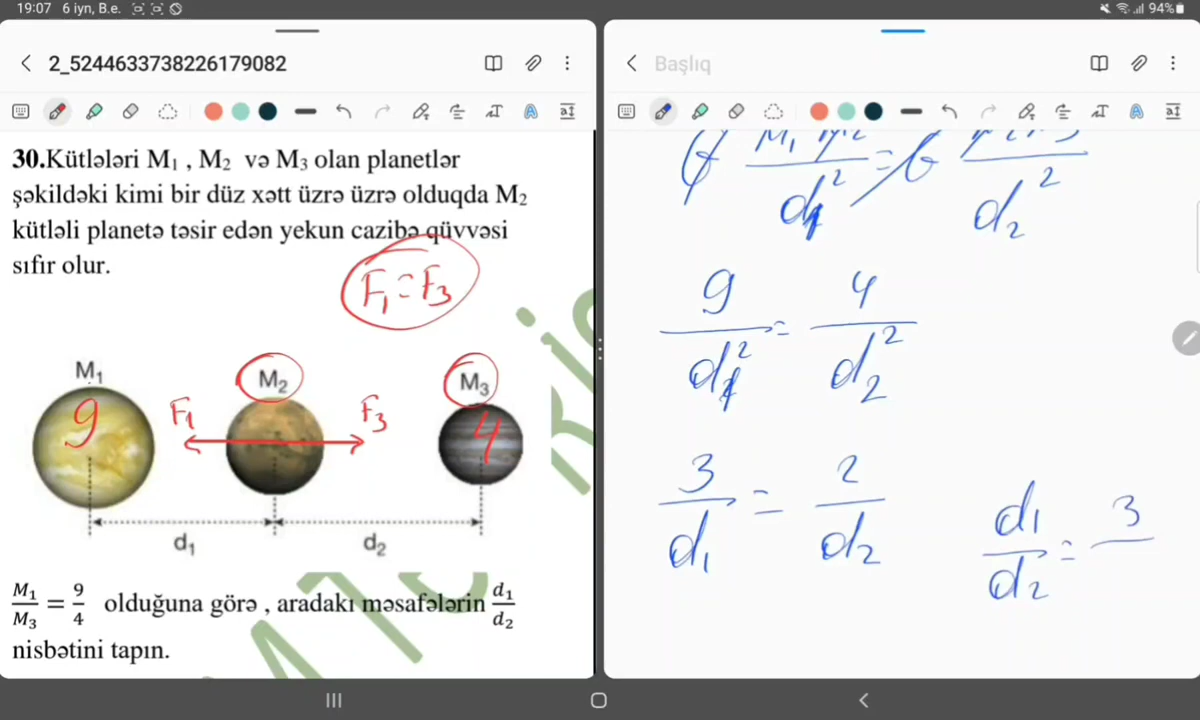 19:07 6 iyn, B.e. 94%
2_5244633738226179082
30.Kütlələri M₁ , M₂ və M₃ olan planetlər
şəkildəki kimi bir düz xətt üzrə üzrə olduqda M₂
kütləli planetə təsir edən yekun cazibə qüvvəsi
sıfır olur.
F₁ = F₃
M₁ M₂ M₃
9 F₁ F₃ 4
d₁ d₂
M₁/M₃ = 9/4 olduğuna görə , aradakı məsafələrin d₁/d₂
nisbətini tapın.
Başlıq
9/d₁² = 4/d₂²
3/d₁ = 2/d₂
d₁/d₂ = 3